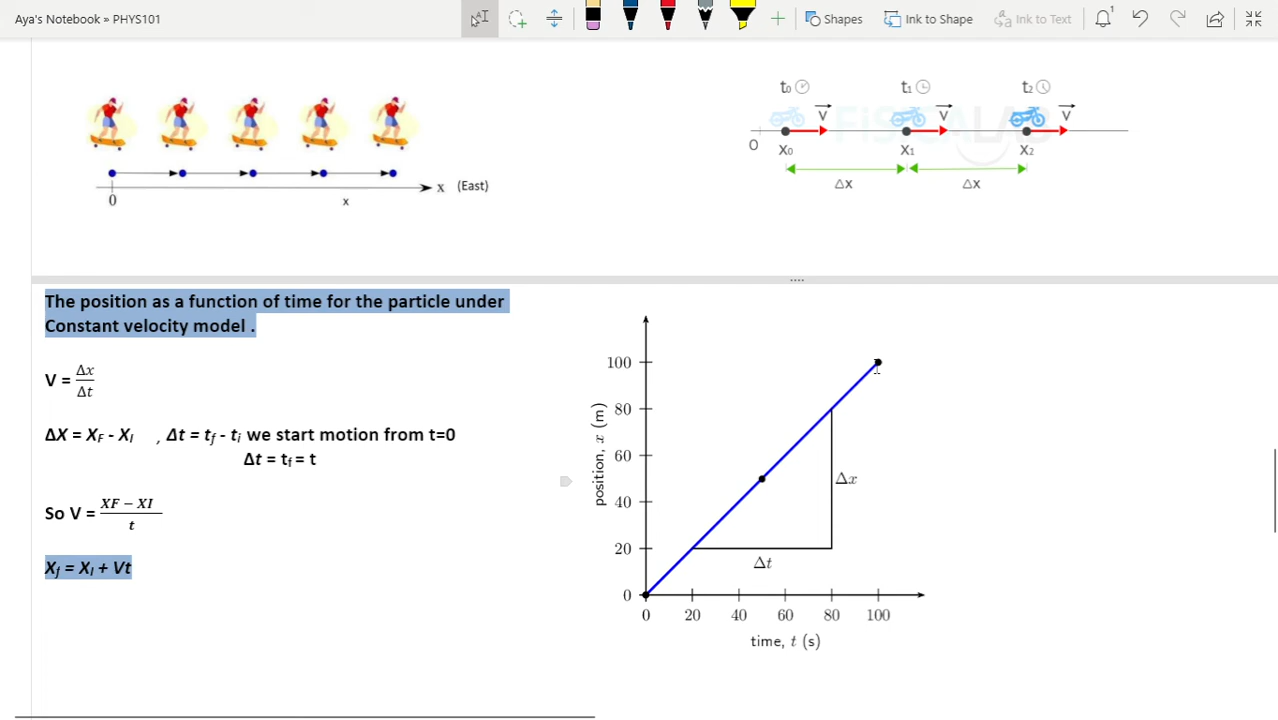 Aya's Notebook » PHYS101
Shapes
Ink to Shape
Ink to Text
1
0
x
x (East)
t0 t1 t2
v v v
FiSiCALAB
O X0 X1 X2
Δx Δx
The position as a function of time for the particle under
Constant velocity model .
V = Δx/Δt
ΔX = XF - XI , Δt = tf - ti we start motion from t=0
Δt = tf = t
So V = XF − XI / t
Xf = XI + Vt
position, x (m)
100
80
60
40
20
0
Δx
Δt
0 20 40 60 80 100
time, t (s)